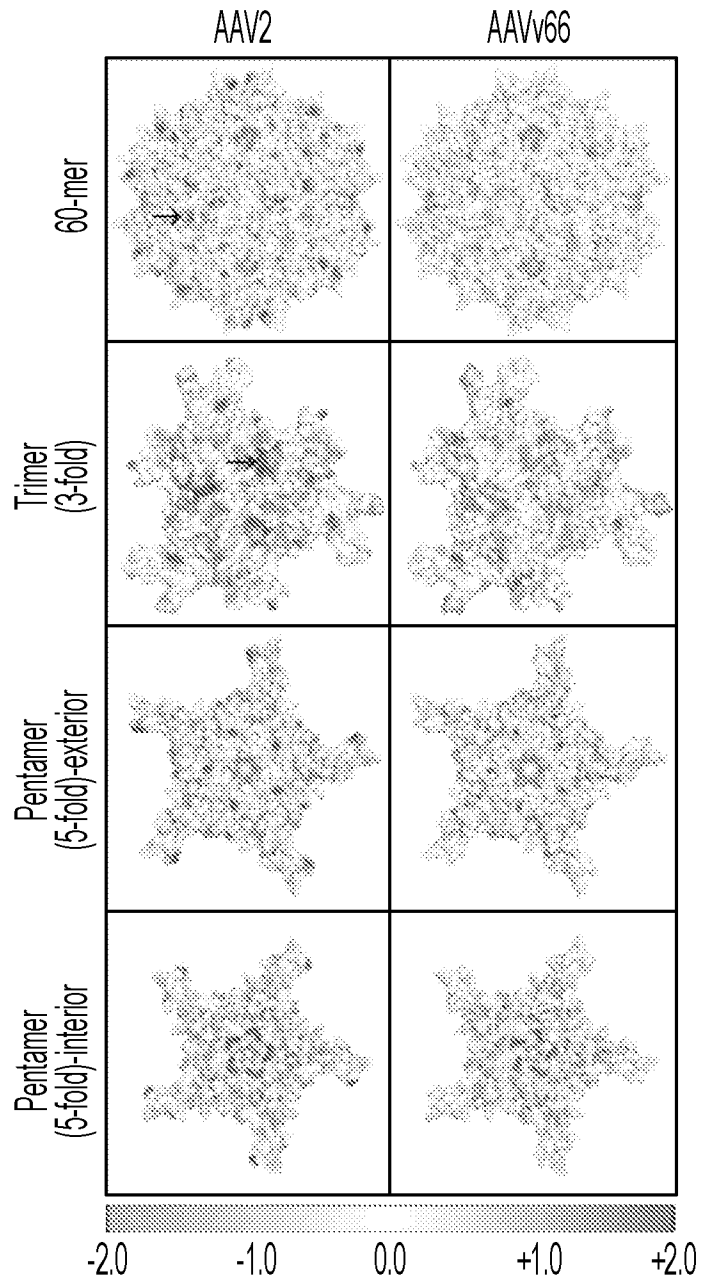 AAV2
AAVv66
60-mer
Trimer
(3-fold)
Pentamer
(5-fold)-exterior
Pentamer
(5-fold)-interior
-2.0
-1.0
0.0
+1.0
+2.0